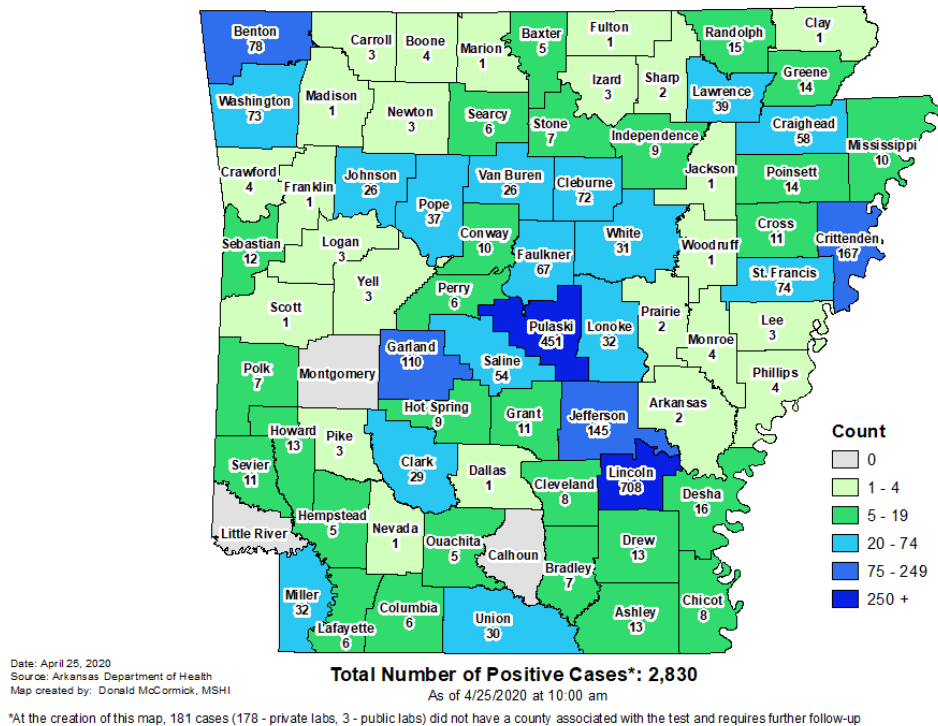 Benton
78
Carroll
3
Boone
4
Marion
1
Baxter
5
Fulton
1
Randolph
15
Clay
1
Washington
73
Madison
1
Newton
3
Searcy
6
Stone
7
Izard
3
Sharp
2
Lawrence
39
Greene
14
Independence
9
Craighead
58
Mississippi
10
Crawford
4
Franklin
1
Johnson
26
Pope
37
Van Buren
26
Cleburne
72
Jackson
1
Poinsett
14
Sebastian
12
Logan
3
Conway
10
Faulkner
67
White
31
Woodruff
1
Cross
11
Crittenden
167
St. Francis
74
Scott
1
Yell
3
Perry
6
Pulaski
451
Lonoke
32
Prairie
2
Monroe
4
Lee
3
Phillips
4
Polk
7
Montgomery
Garland
110
Saline
54
Hot Spring
9
Grant
11
Jefferson
145
Arkansas
2
Howard
13
Pike
3
Sevier
11
Clark
29
Dallas
1
Cleveland
8
Lincoln
708
Desha
16
Little River
Hempstead
5
Nevada
1
Ouachita
5
Calhoun
Bradley
7
Drew
13
Miller
32
Lafayette
6
Columbia
6
Union
30
Ashley
13
Chicot
8
Count
0
1 - 4
5 - 19
20 - 74
75 - 249
250 +
Date: April 25, 2020
Source: Arkansas Department of Health
Map created by: Donald McCormick, MSHI
Total Number of Positive Cases*: 2,830
As of 4/25/2020 at 10:00 am
*At the creation of this map, 181 cases (178 - private labs, 3 - public labs) did not have a county associated with the test and requires further follow-up